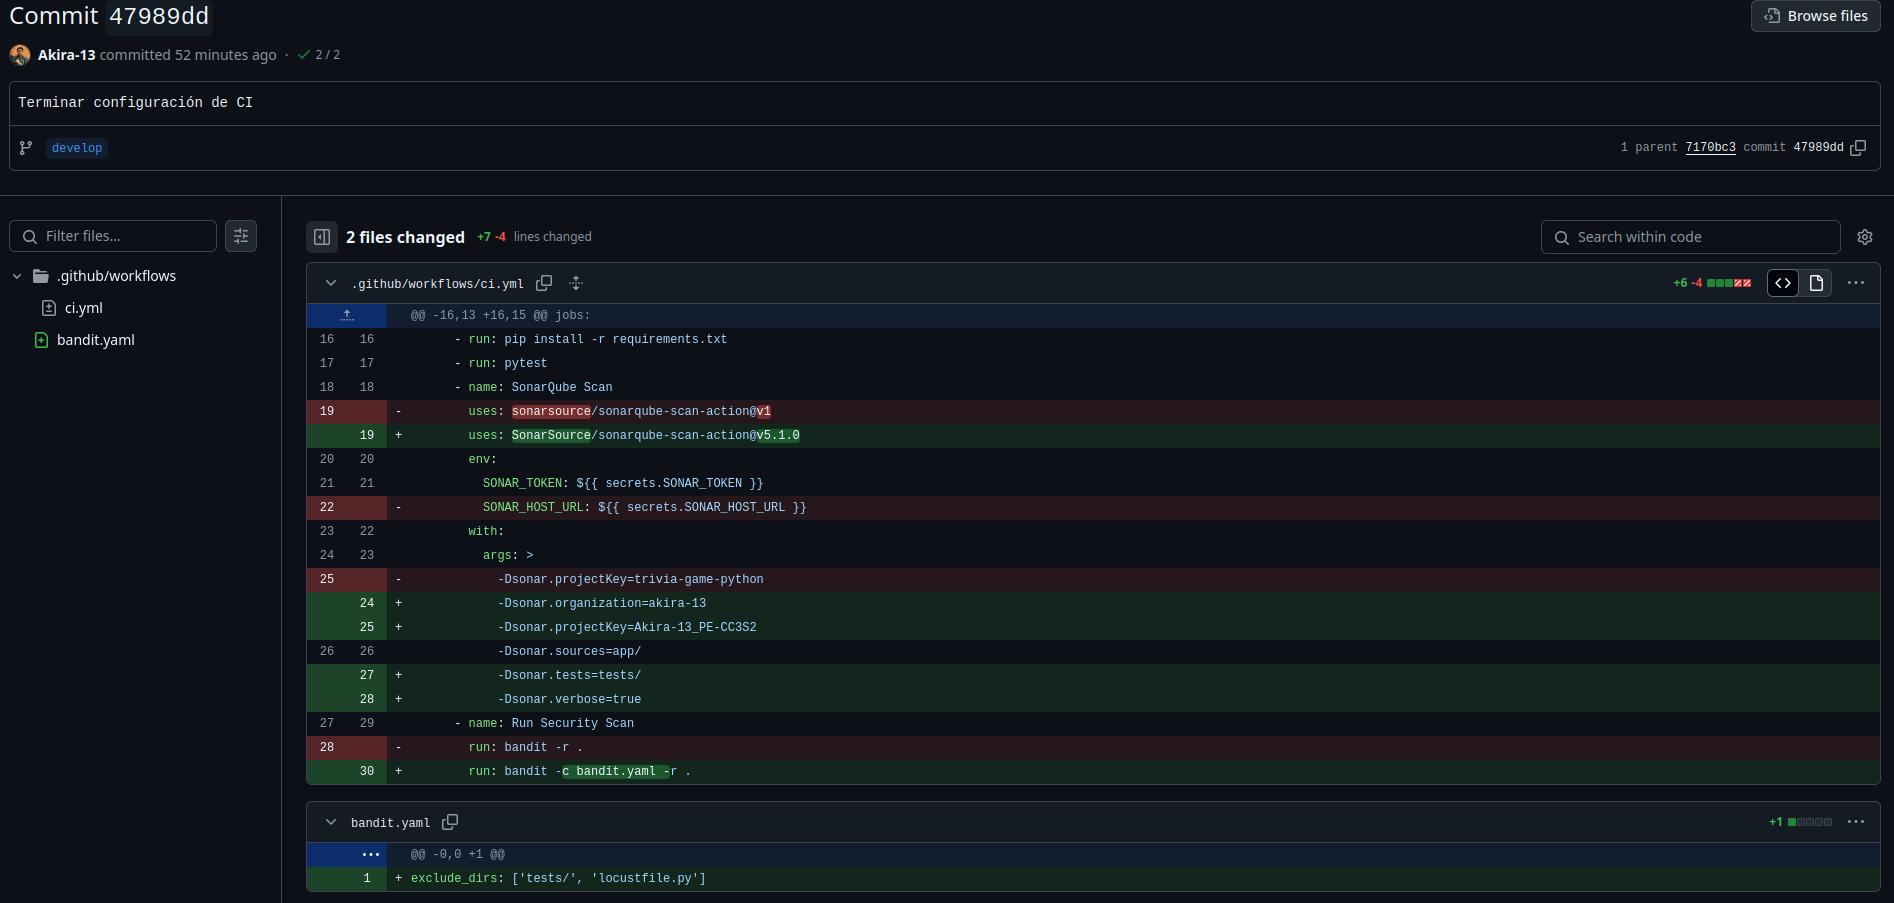 Commit 47989dd
Browse files
Akira-13 committed 52 minutes ago · 2 / 2
Terminar configuración de CI
develop
1 parent 7170bc3 commit 47989dd
Filter files...
.github/workflows
ci.yml
bandit.yaml
2 files changed +7 -4 lines changed
Search within code
.github/workflows/ci.yml
+6 -4
@@ -16,13 +16,15 @@ jobs:
16 16 - run: pip install -r requirements.txt
17 17 - run: pytest
18 18 - name: SonarQube Scan
19 - uses: sonarsource/sonarqube-scan-action@v1
19 + uses: SonarSource/sonarqube-scan-action@v5.1.0
20 20 env:
21 21 SONAR_TOKEN: ${{ secrets.SONAR_TOKEN }}
22 - SONAR_HOST_URL: ${{ secrets.SONAR_HOST_URL }}
23 22 with:
24 23 args: >
25 - -Dsonar.projectKey=trivia-game-python
24 + -Dsonar.organization=akira-13
25 + -Dsonar.projectKey=Akira-13_PE-CC3S2
26 26 -Dsonar.sources=app/
27 + -Dsonar.tests=tests/
28 + -Dsonar.verbose=true
27 29 - name: Run Security Scan
28 - run: bandit -r .
30 + run: bandit -c bandit.yaml -r .
bandit.yaml
+1
@@ -0,0 +1 @@
1 + exclude_dirs: ['tests/', 'locustfile.py']